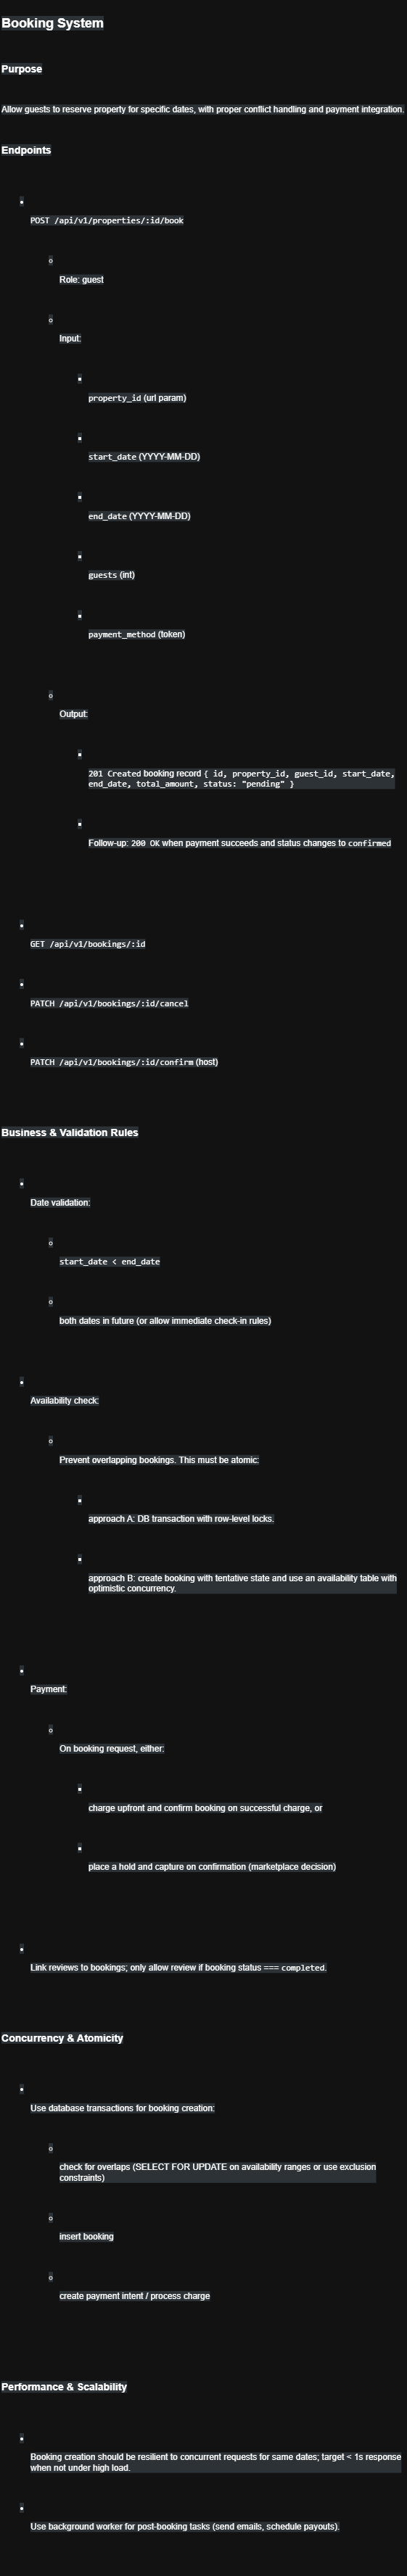 Booking System
Purpose
Allow guests to reserve property for specific dates, with proper conflict handling and payment integration.
Endpoints
POST /api/v1/properties/:id/book
Role: guest
Input:
property_id (url param)
start_date (YYYY-MM-DD)
end_date (YYYY-MM-DD)
guests (int)
payment_method (token)
Output:
201 Created booking record { id, property_id, guest_id, start_date,
end_date, total_amount, status: "pending" }
Follow-up: 200 OK when payment succeeds and status changes to confirmed
GET /api/v1/bookings/:id
PATCH /api/v1/bookings/:id/cancel
PATCH /api/v1/bookings/:id/confirm (host)
Business & Validation Rules
Date validation:
start_date < end_date
both dates in future (or allow immediate check-in rules)
Availability check:
Prevent overlapping bookings. This must be atomic:
approach A: DB transaction with row-level locks.
approach B: create booking with tentative state and use an availability table with
optimistic concurrency.
Payment:
On booking request, either:
charge upfront and confirm booking on successful charge, or
place a hold and capture on confirmation (marketplace decision)
Link reviews to bookings; only allow review if booking status === completed.
Concurrency & Atomicity
Use database transactions for booking creation:
check for overlaps (SELECT FOR UPDATE on availability ranges or use exclusion
constraints)
insert booking
create payment intent / process charge
Performance & Scalability
Booking creation should be resilient to concurrent requests for same dates; target < 1s response
when not under high load.
Use background worker for post-booking tasks (send emails, schedule payouts).